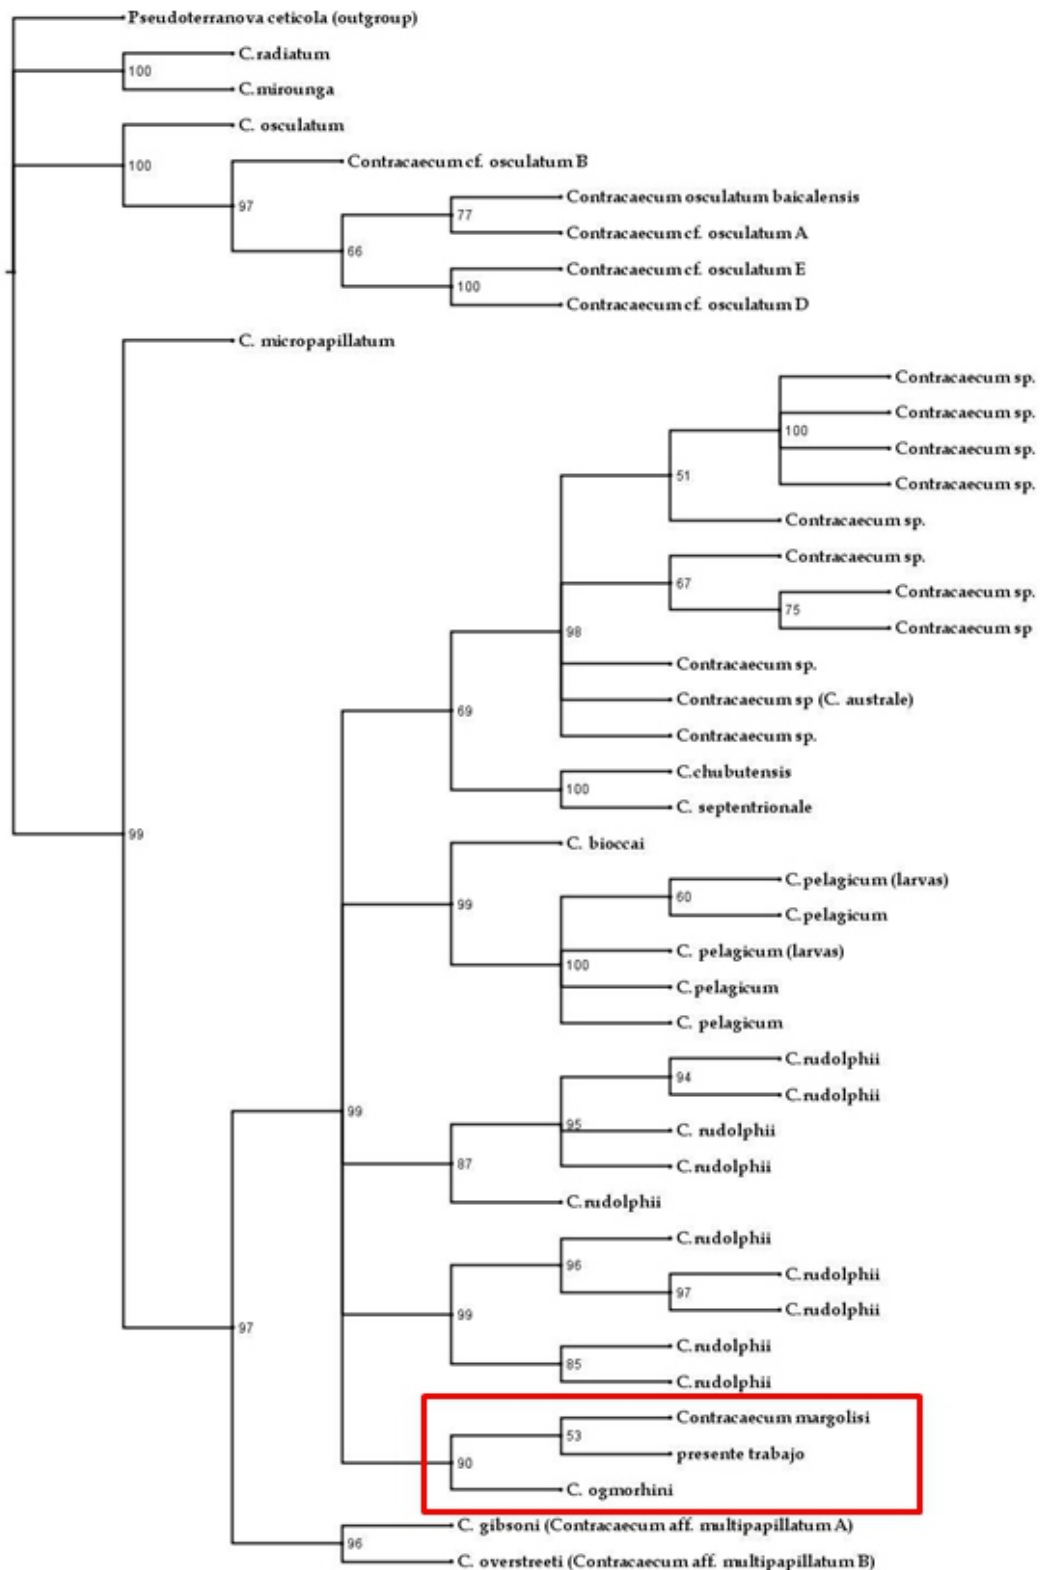 Pseudoterranova ceticola (outgroup)
C.radiatum
100
C.mirounga
C. osculatum
100
Contracaecum cf. osculatum B
97
Contracaecum osculatum baicalensis
77
Contracaecum cf. osculatum A
66
Contracaecum cf. osculatum E
100
Contracaecum cf. osculatum D
C. micropapillatum
Contracaecum sp.
Contracaecum sp.
100
Contracaecum sp.
51
Contracaecum sp.
Contracaecum sp.
Contracaecum sp.
67
Contracaecum sp.
75
Contracaecum sp
98
Contracaecum sp.
Contracaecum sp (C. australe)
69
Contracaecum sp.
C.chubutensis
100
C. septentrionale
99
C. bioccai
C.pelagicum (larvas)
60
99
C.pelagicum
C. pelagicum (larvas)
100
C.pelagicum
C. pelagicum
C.rudolphii
94
C.rudolphii
99
95
C. rudolphii
87
C.rudolphii
C.rudolphii
C.rudolphii
96
C.rudolphii
97
C.rudolphii
99
97
C.rudolphii
85
C.rudolphii
Contracaecum margolisi
53
presente trabajo
90
C. ogmorhini
C. gibsoni (Contracaecum aff. multipapillatum A)
96
C. overstreeti (Contracaecum aff. multipapillatum B)